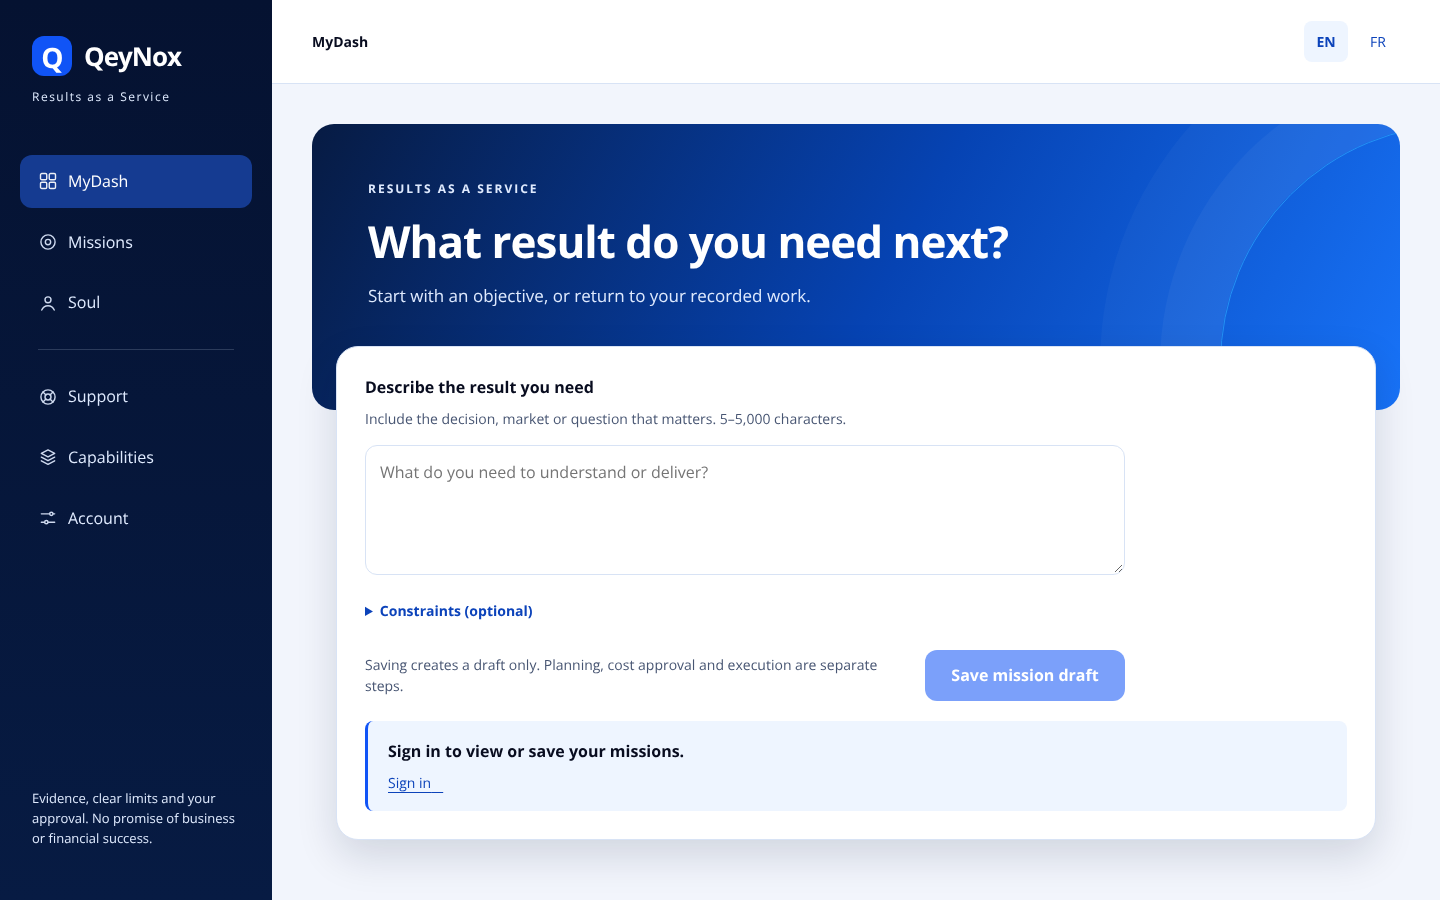 Q QeyNox
Results as a Service
MyDash
Missions
Soul
Support
Capabilities
Account
Evidence, clear limits and your
approval. No promise of business
or financial success.
MyDash
EN
FR
RESULTS AS A SERVICE
What result do you need next?
Start with an objective, or return to your recorded work.
Describe the result you need
Include the decision, market or question that matters. 5–5,000 characters.
What do you need to understand or deliver?
Constraints (optional)
Saving creates a draft only. Planning, cost approval and execution are separate
steps.
Save mission draft
Sign in to view or save your missions.
Sign in